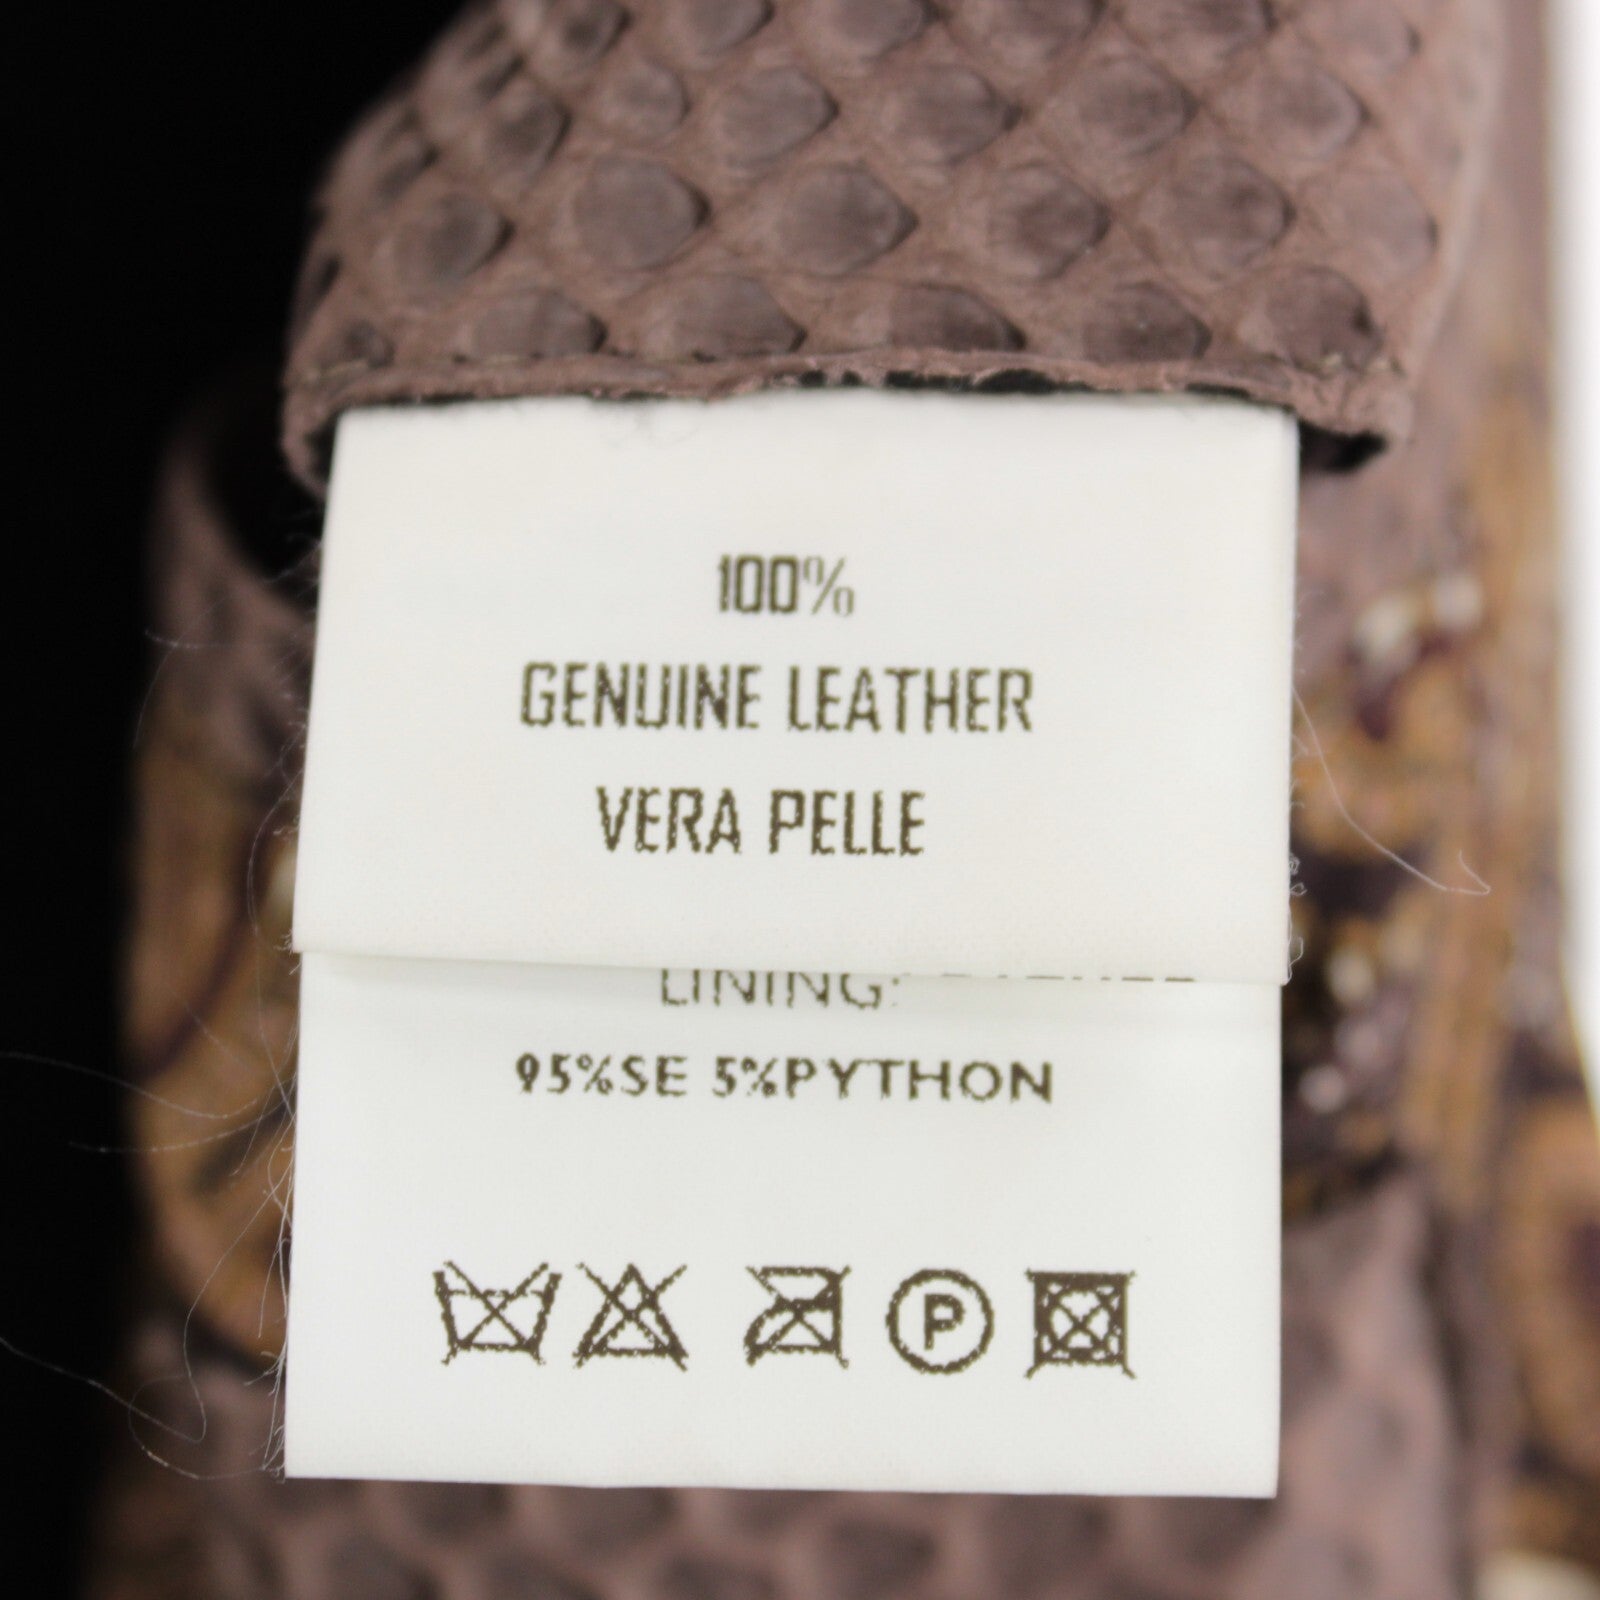 100%
GENUINE LEATHER
VERA PELLE
LINING:
95%SE 5%PYTHON
P